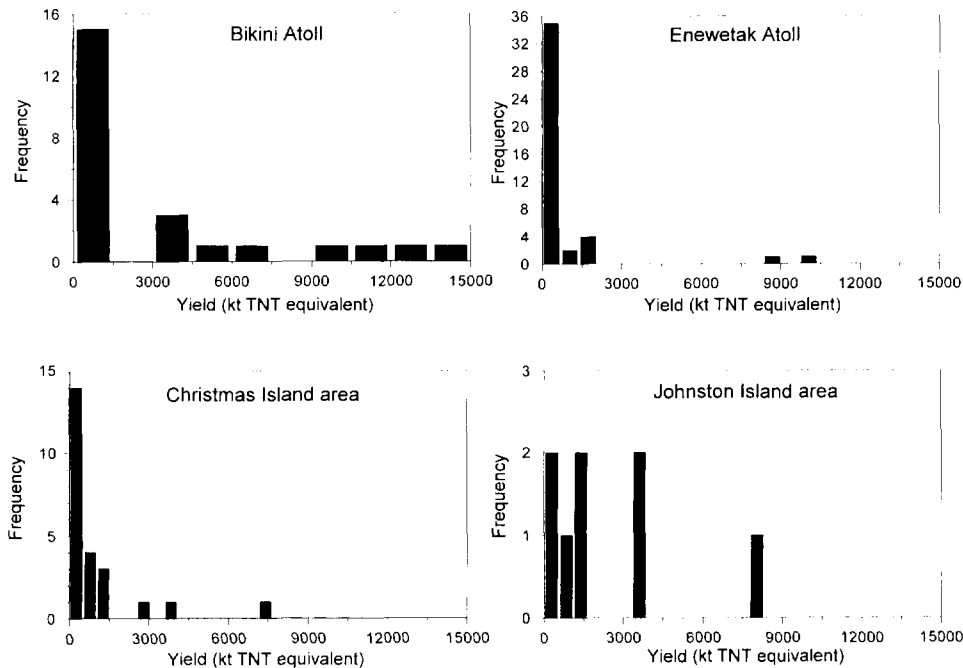 Bikini Atoll
16
12
8
4
0
Frequency
0 3000 6000 9000 12000 15000
Yield (kt TNT equivalent)
Enewetak Atoll
36
32
28
24
20
16
12
8
4
0
Frequency
0 3000 6000 9000 12000 15000
Yield (kt TNT equivalent)
Christmas Island area
15
10
5
0
Frequency
0 3000 6000 9000 12000 15000
Yield (kt TNT equivalent)
Johnston Island area
3
2
1
0
Frequency
0 3000 6000 9000 12000 15000
Yield (kt TNT equivalent)